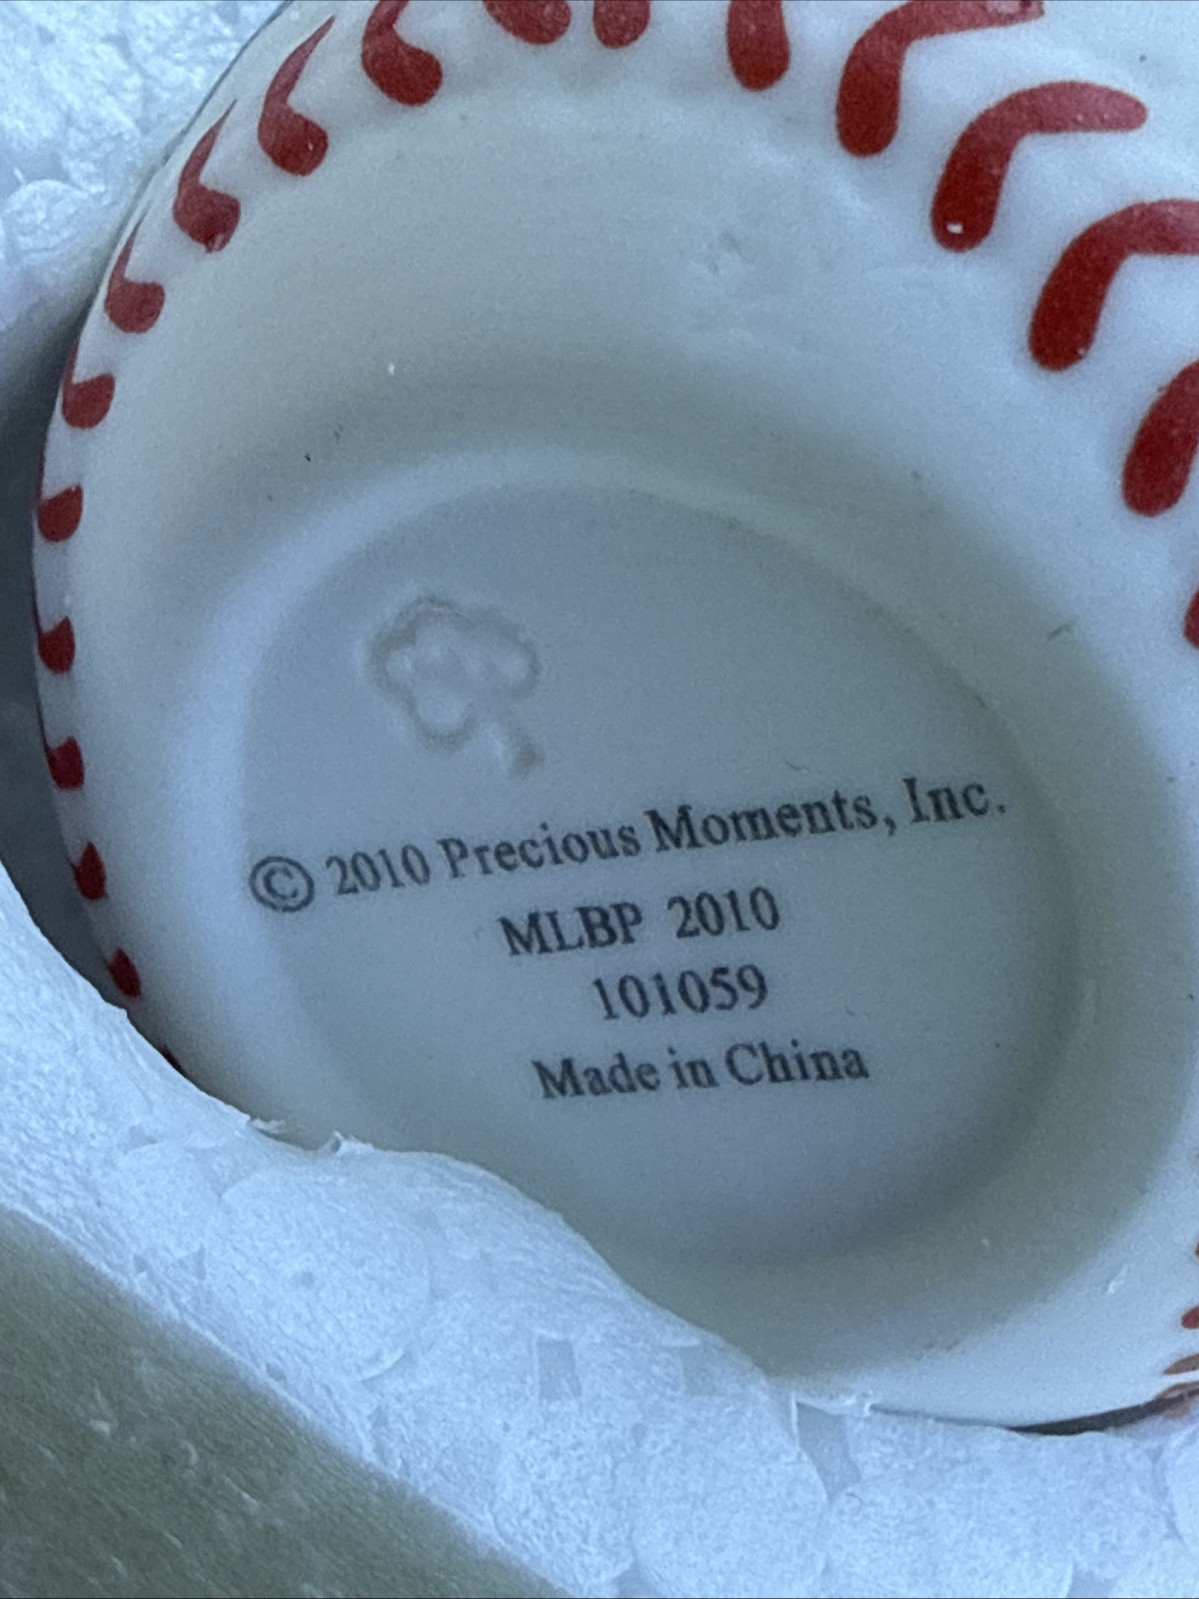 © 2010 Precious Moments, Inc.
MLBP 2010
101059
Made in China